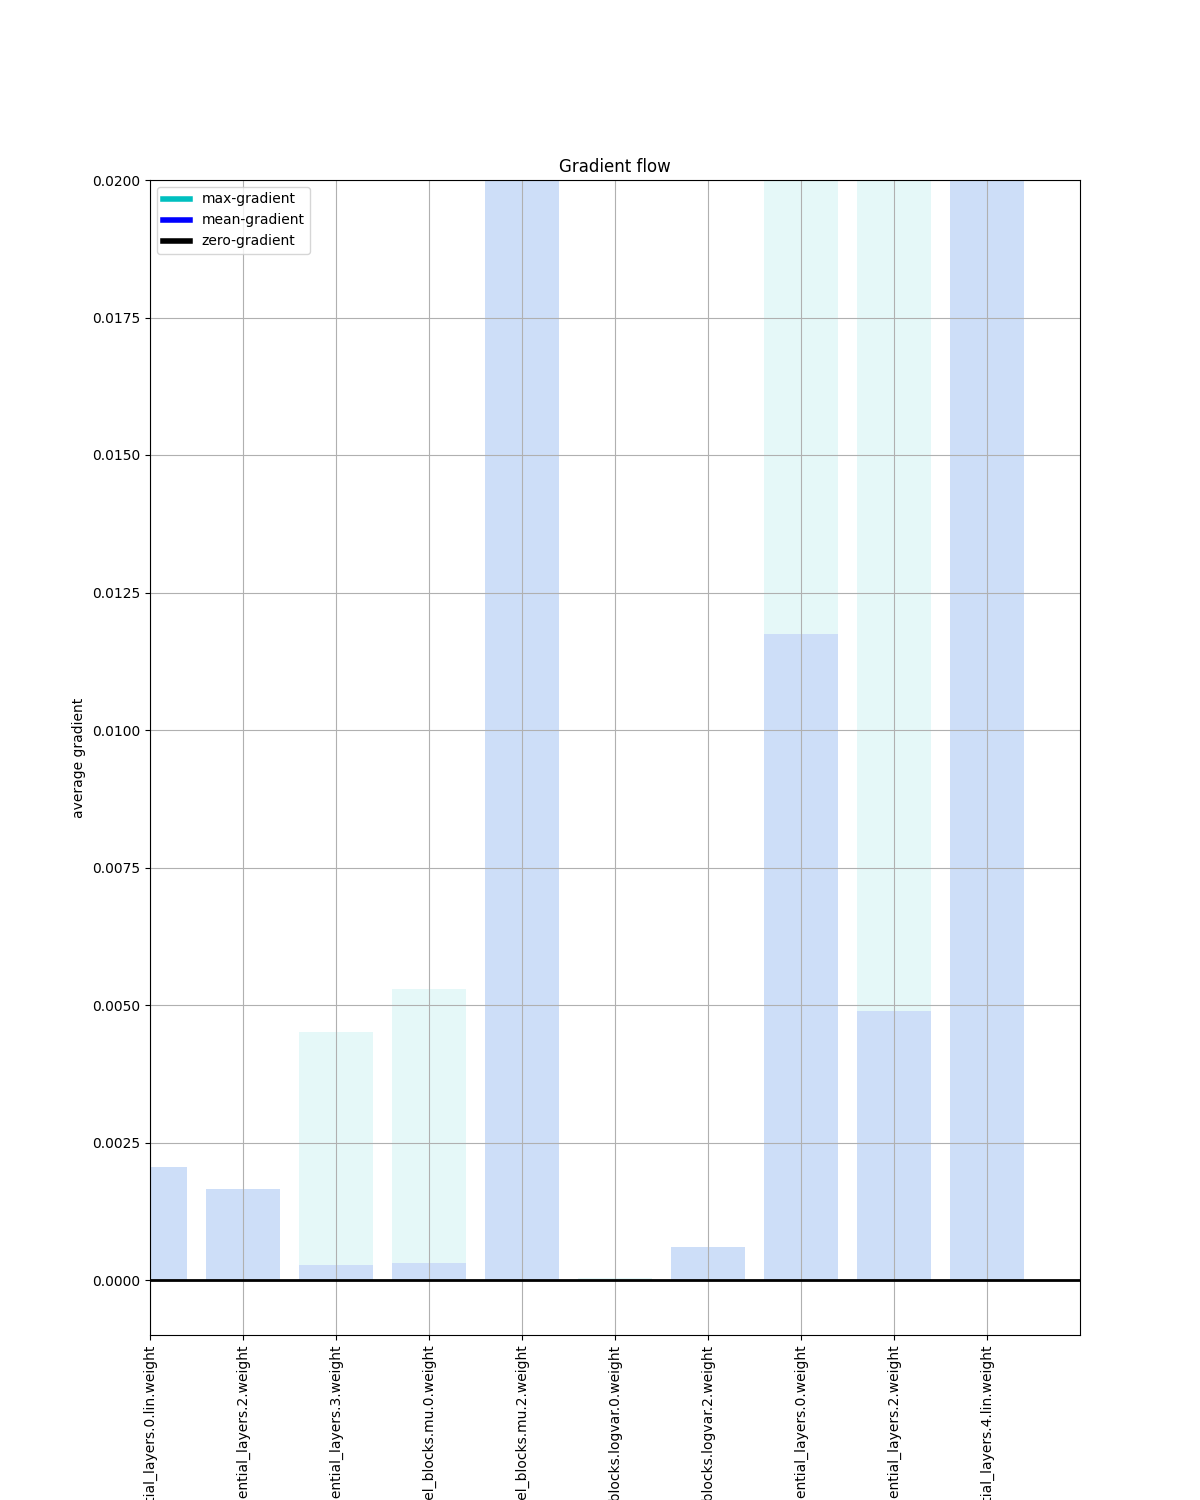 Gradient flow
max-gradient
mean-gradient
zero-gradient
0.0200
0.0175
0.0150
0.0125
0.0100
0.0075
0.0050
0.0025
0.0000
average gradient
tial_layers.0.lin.weight
ential_layers.2.weight
ential_layers.3.weight
el_blocks.mu.0.weight
el_blocks.mu.2.weight
blocks.logvar.0.weight
blocks.logvar.2.weight
ential_layers.0.weight
ential_layers.2.weight
tial_layers.4.lin.weight